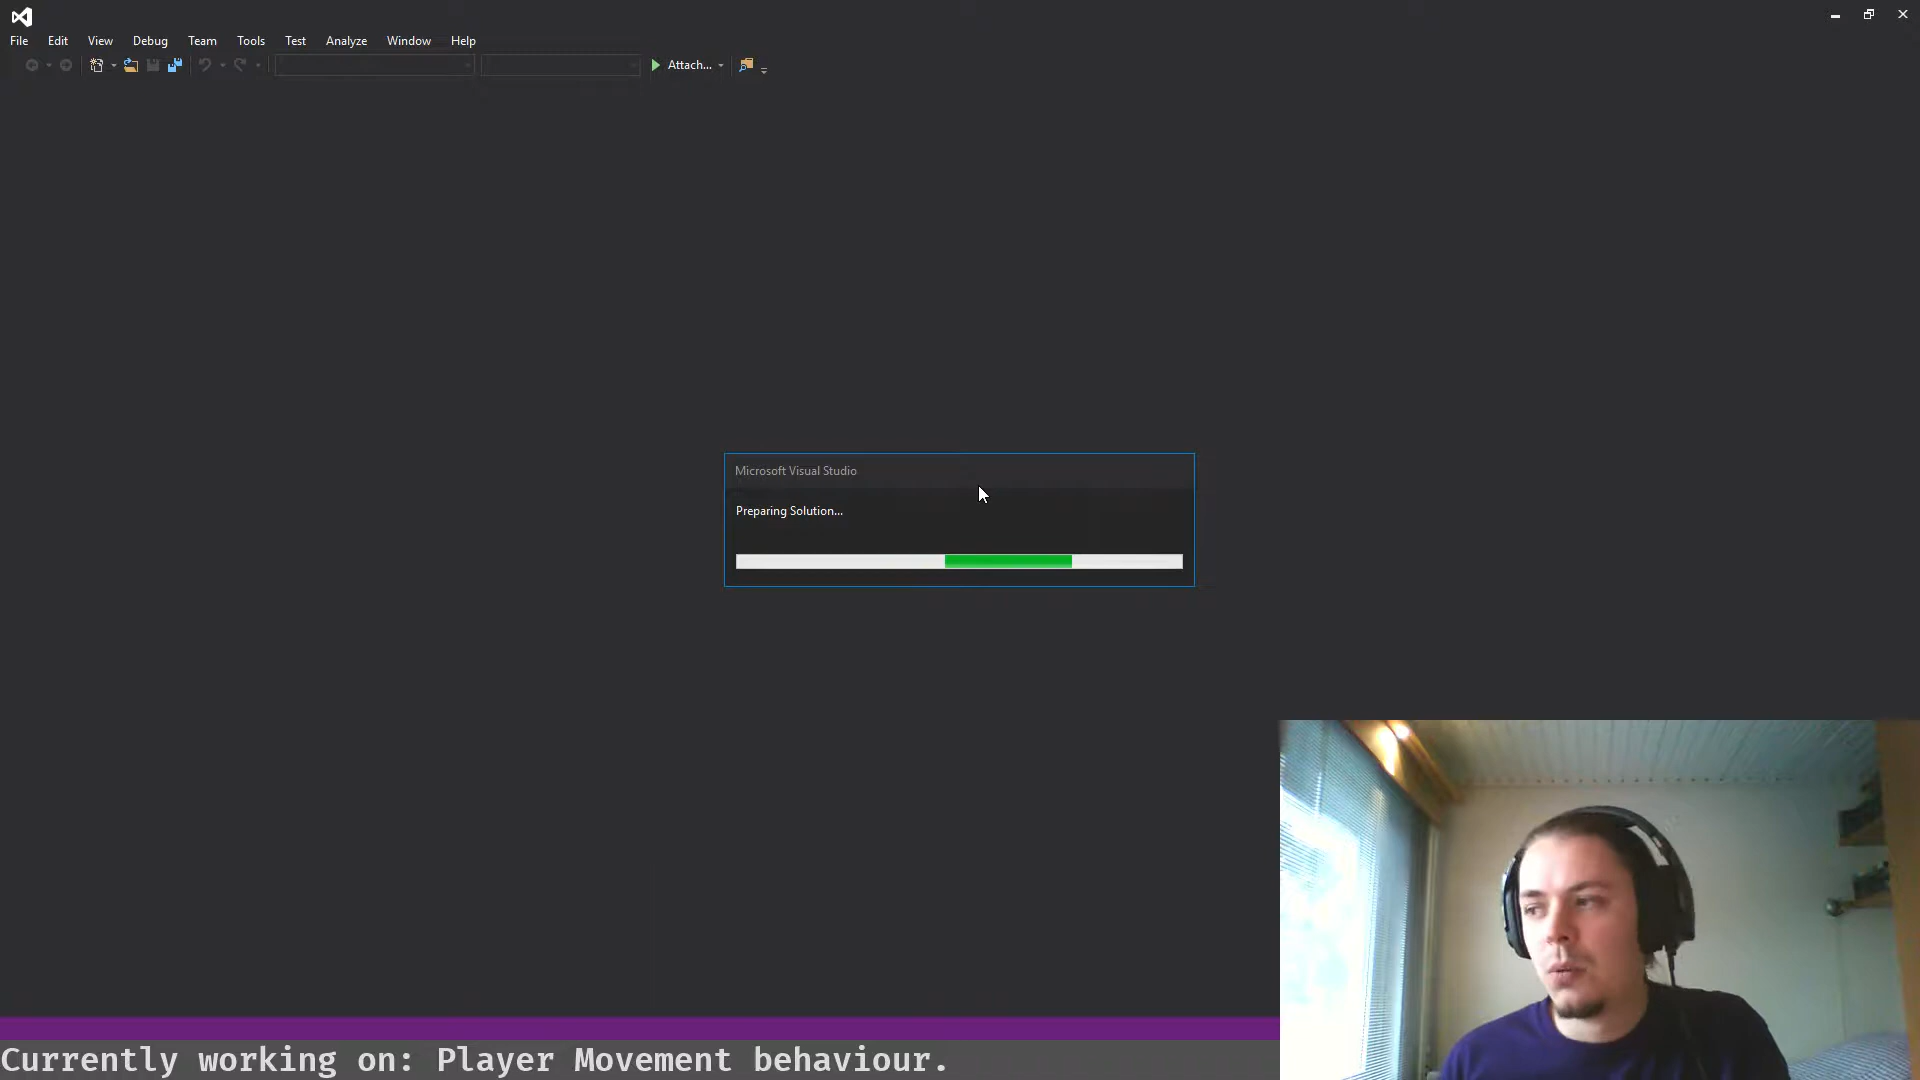 File Edit View Debug Team Tools Test Analyze Window Help
Attach...
Microsoft Visual Studio
Preparing Solution...
Currently working on: Player Movement behaviour.